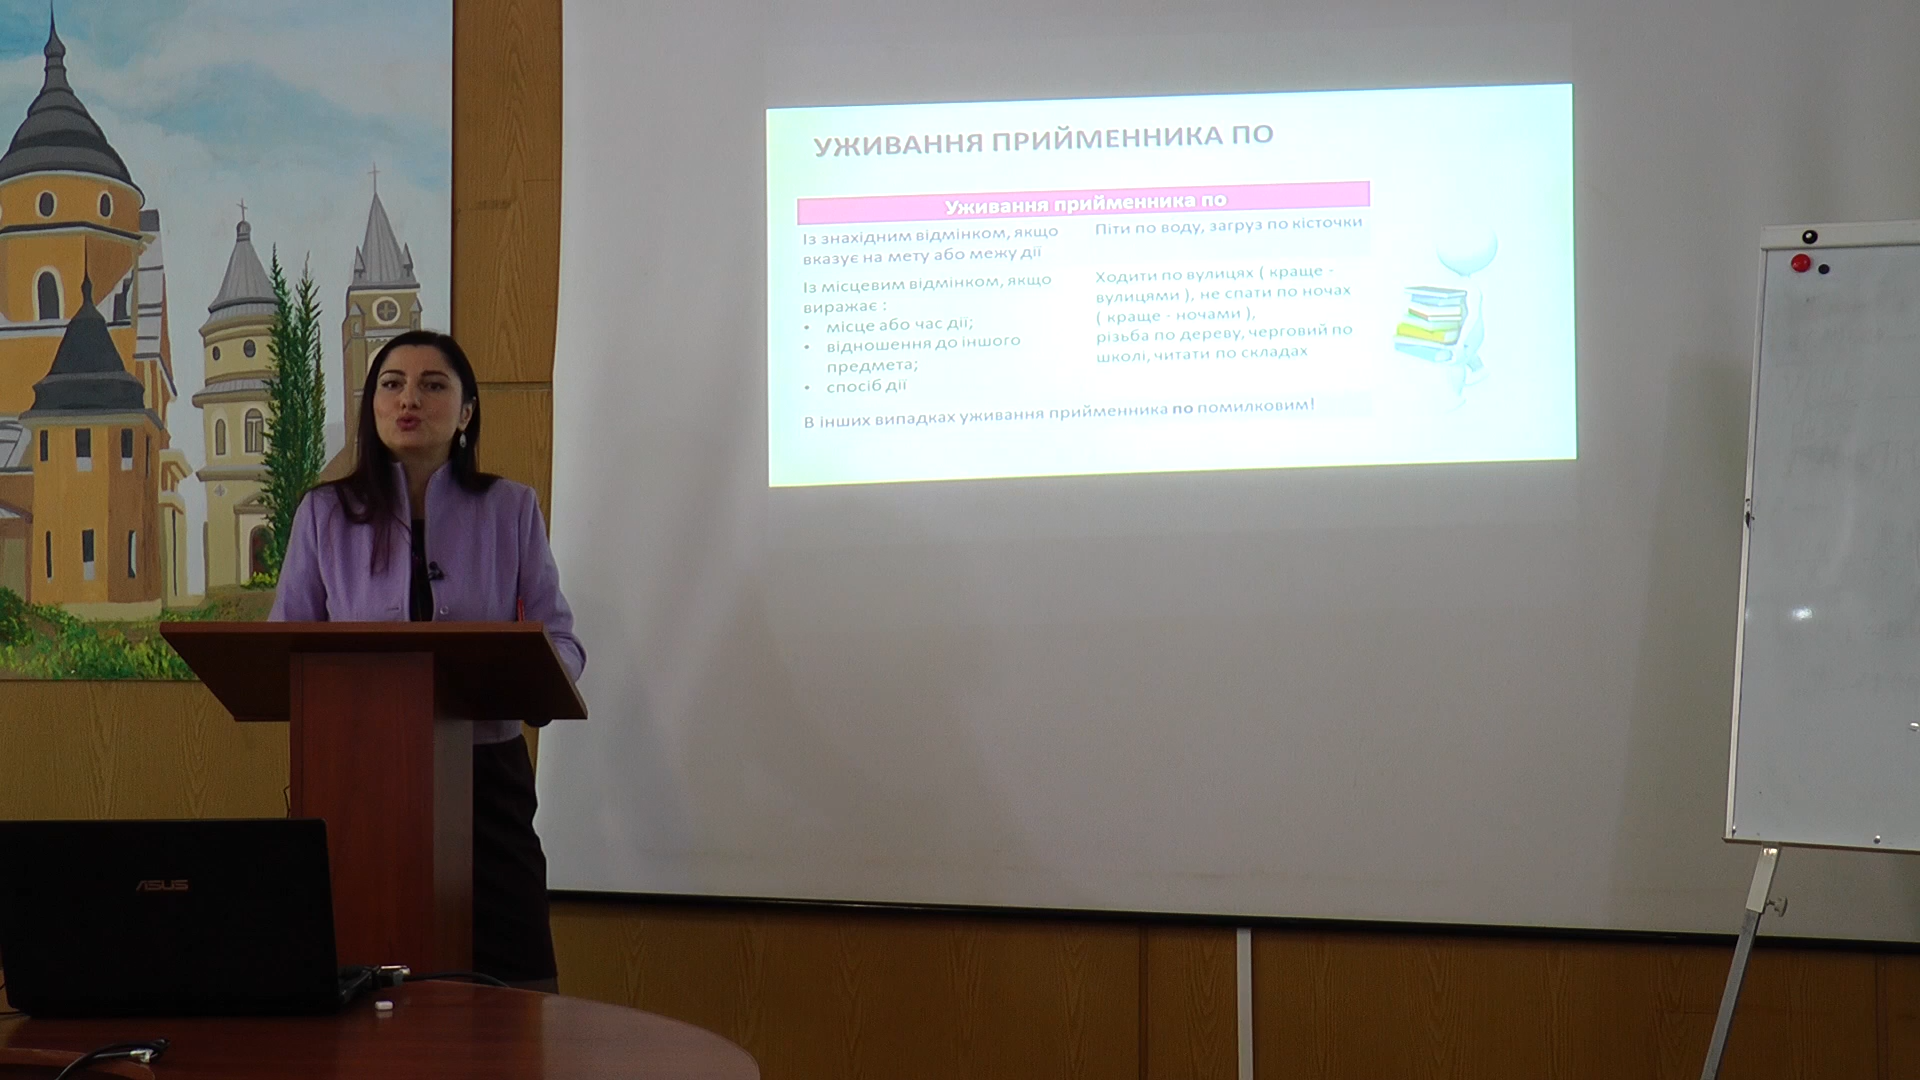 УЖИВАННЯ ПРИЙМЕННИКА ПО
Уживання прийменника по
Із знахідним відмінком, якщо
вказує на мету або межу дії
Піти по воду, загруз по кісточки
Із місцевим відмінком, якщо
виражає :
• місце або час дії;
• відношення до іншого
предмета;
• спосіб дії
Ходити по вулицях ( краще -
вулицями ), не спати по ночах
( краще - ночами ),
різьба по дереву, черговий по
школі, читати по складах
В інших випадках уживання прийменника по помилковим!
ASUS